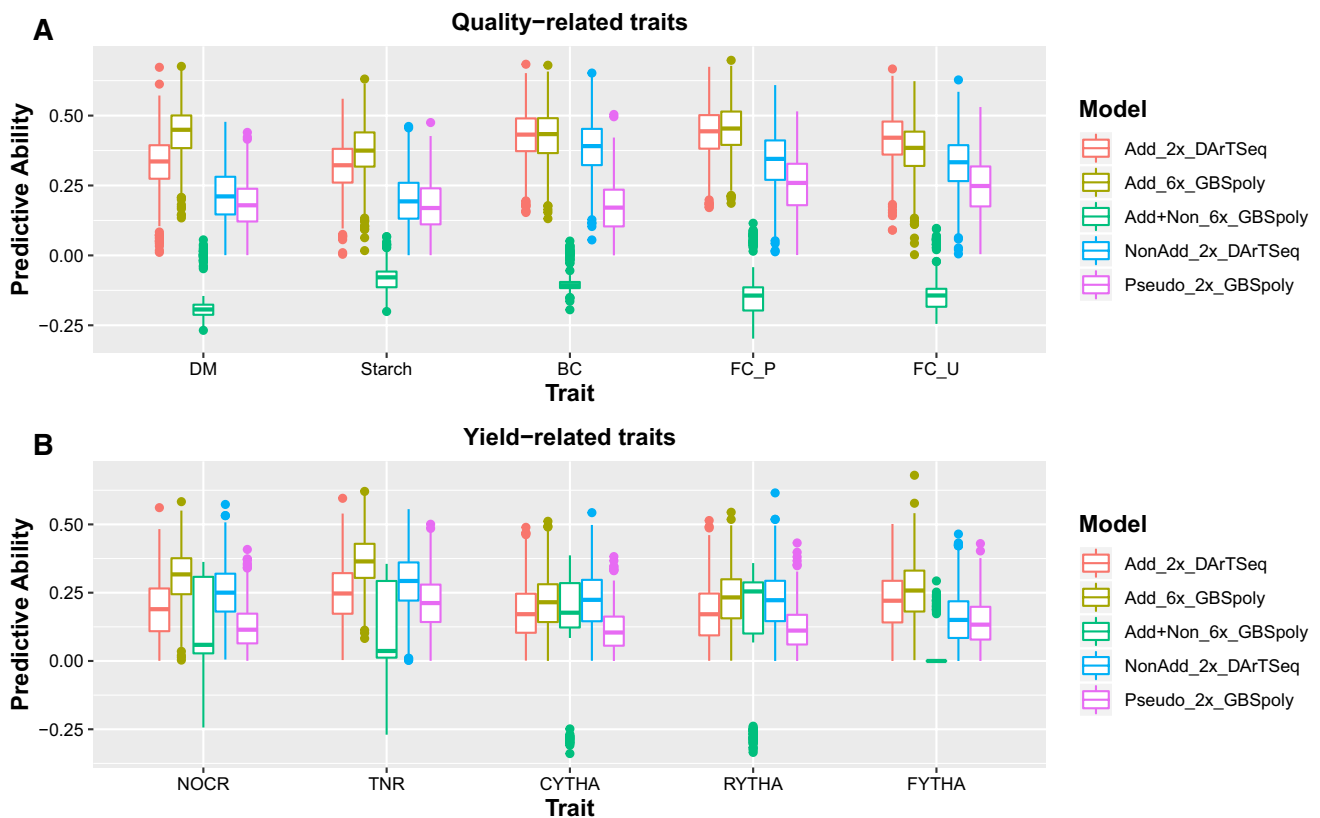 A
Quality−related traits
Predictive Ability
0.50
0.25
0.00
−0.25
DM
Starch
BC
FC_P
FC_U
Trait
Model
Add_2x_DArTSeq
Add_6x_GBSpoly
Add+Non_6x_GBSpoly
NonAdd_2x_DArTSeq
Pseudo_2x_GBSpoly
B
Yield−related traits
Predictive Ability
0.50
0.25
0.00
−0.25
NOCR
TNR
CYTHA
RYTHA
FYTHA
Trait
Model
Add_2x_DArTSeq
Add_6x_GBSpoly
Add+Non_6x_GBSpoly
NonAdd_2x_DArTSeq
Pseudo_2x_GBSpoly